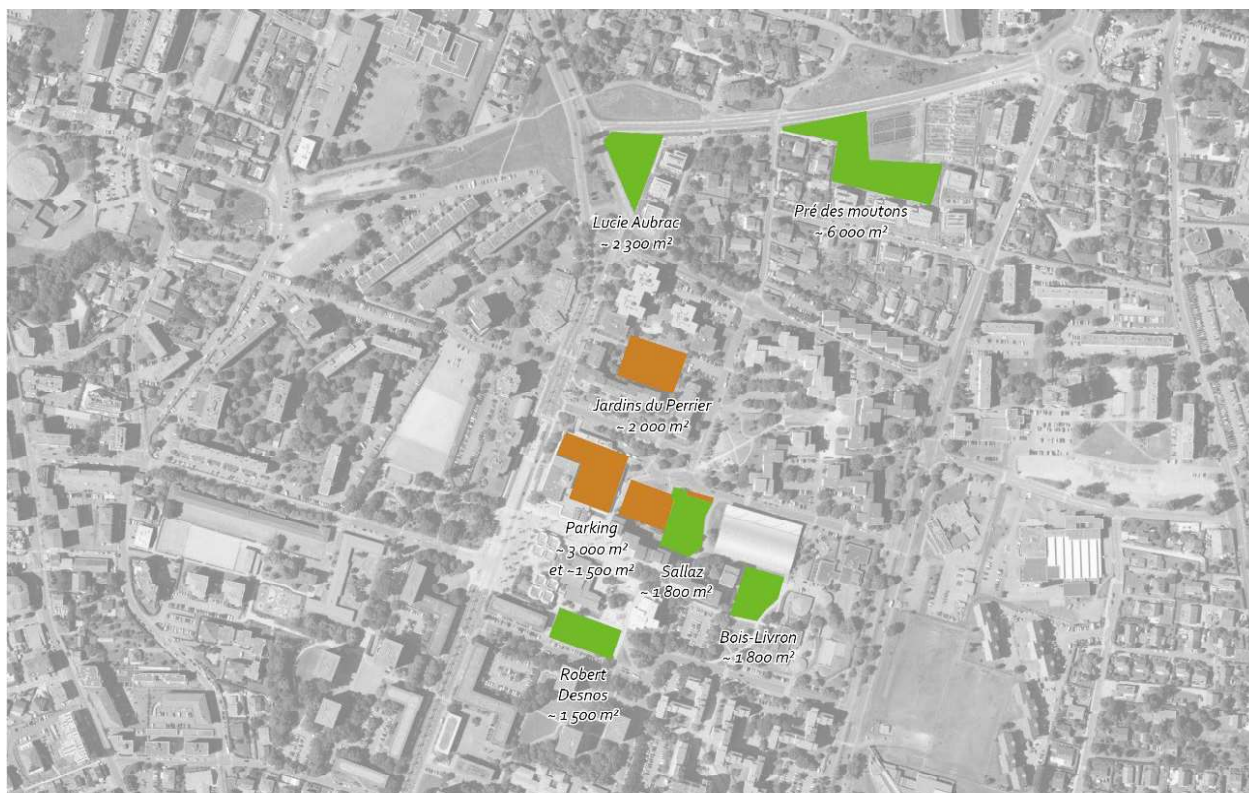 Lucie Aubrac
~ 2 300 m²
Pré des moutons
~ 6 000 m²
Jardins du Perrier
~ 2 000 m²
Parking
~ 3 000 m²
et ~1 500 m²
Sallaz
~ 1 800 m²
Bois-Livron
~ 1 800 m²
Robert
Desnos
~ 1 500 m²